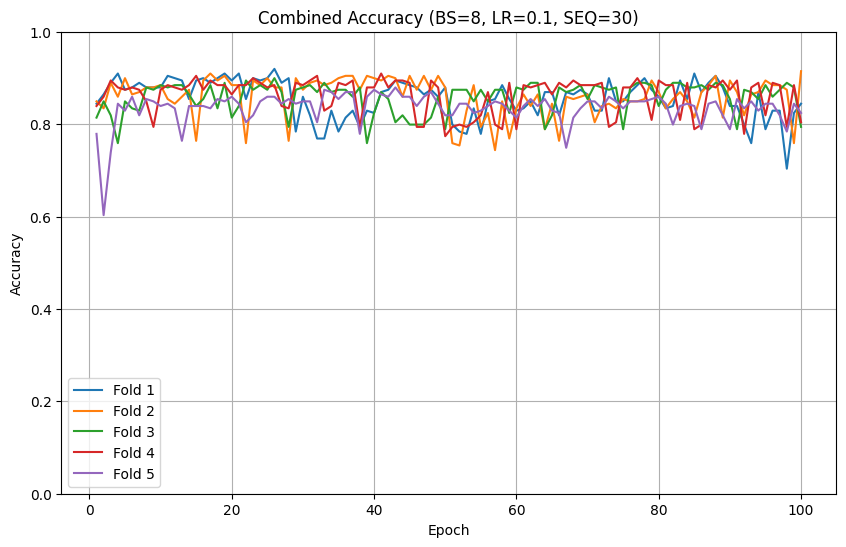 Combined Accuracy (BS=8, LR=0.1, SEQ=30)
1.0
0.8
0.6
0.4
0.2
0.0
Accuracy
Fold 1
Fold 2
Fold 3
Fold 4
Fold 5
0 20 40 60 80 100
Epoch